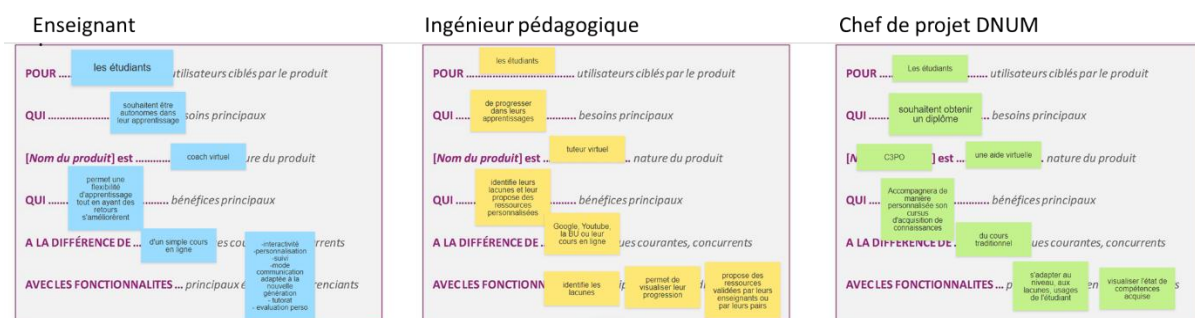 Enseignant
POUR .... les étudiants utilisateurs ciblés par le produit
QUI ................. souhaitent être
autonomes dans
leur apprentissage
besoins principaux
[Nom du produit] est ............ coach virtuel nature du produit
QUI
permet une
flexibilité
d'apprentissage
tout en ayant des
retours
s'améliorèrent
.......... bénéfices principaux
A LA DIFFÉRENCE DE ... d'un simple cours
en ligne
concurrents
AVEC LES FONCTIONNALITES ... principaux
-interactivité
-personnalisation
-suivi
-mode
communication
adaptée à la
nouvelle
génération
- tutorat
- evaluation perso
Ingénieur pédagogique
POUR ..... les étudiants ............ utilisateurs ciblés par le produit
QUI
de progresser
dans leurs
apprentissages
.......... besoins principaux
[Nom du produit] est ... tuteur virtuel .. nature du produit
QUI
identifie leurs
lacunes et leur
propose des
ressources
personnalisées
.......... bénéfices principaux
A LA DIFFÉRENCE DE ..
Google, Youtube,
la BU ou leur
cours en ligne
courantes, concurrents
AVEC LES FONCTIONN
identifie les
lacunes
permet de
visualiser leur
progression
propose des
ressources
validées par leurs
enseignants ou
par leurs pairs
Chef de projet DNUM
POUR ..... Les étudiants ..... utilisateurs ciblés par le produit
QUI ........
souhaitent obtenir
un diplôme
besoins principaux
[N C3PO ] est ... une aide virtuelle . nature du produit
QUI
Accompagnera de
manière
personnalisée son
cursus
d'acquisition de
connaissances
.......... bénéfices principaux
A LA DIFFÉRENCE DE .
du cours
traditionnel
courantes, concurrents
AVEC LES FONCTIONNALITES ...
s'adapter au
niveau, aux
lacunes, usages
de l'étudiant
visualiser l'état de
compétences
acquise